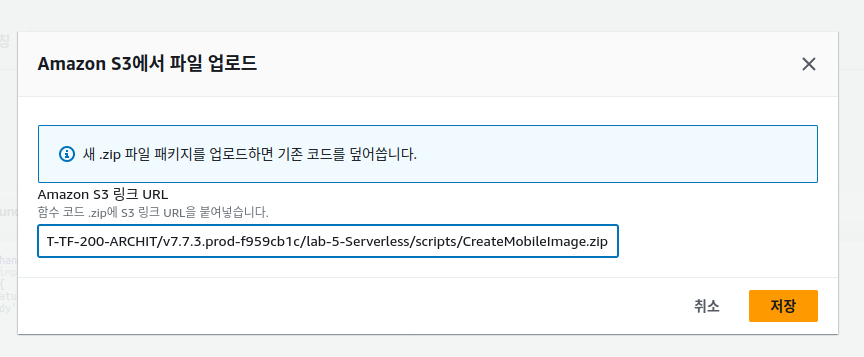 Amazon S3에서 파일 업로드
새 .zip 파일 패키지를 업로드하면 기존 코드를 덮어씁니다.
Amazon S3 링크 URL
함수 코드 .zip에 S3 링크 URL을 붙여넣습니다.
T-TF-200-ARCHIT/v7.7.3.prod-f959cb1c/lab-5-Serverless/scripts/CreateMobileImage.zip
취소
저장